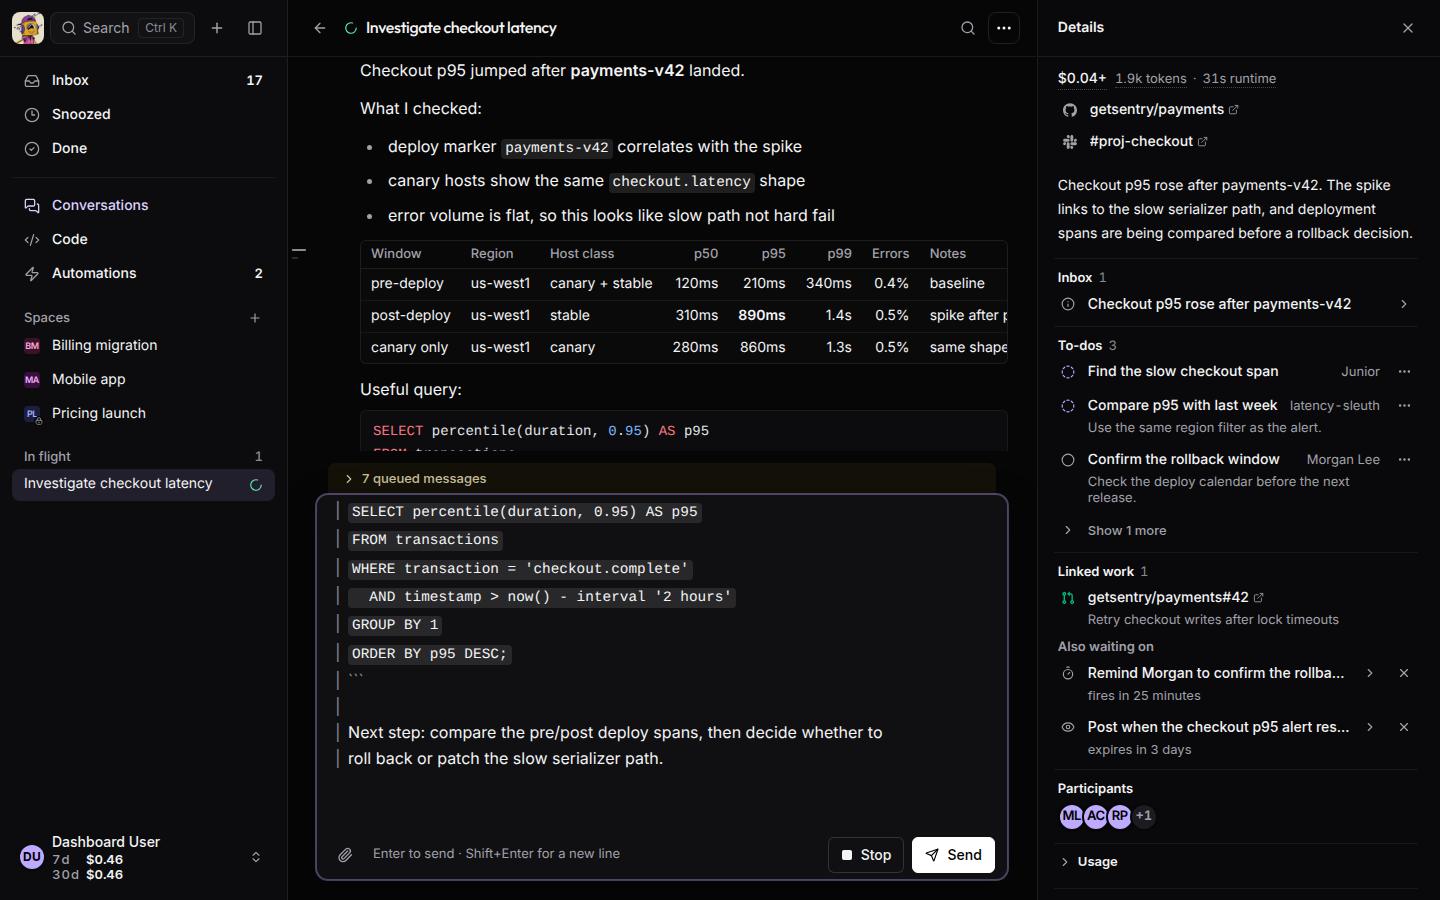 Search Ctrl K
Inbox 17
Snoozed
Done
Conversations
Code
Automations 2
Spaces
BM Billing migration
MA Mobile app
PL Pricing launch
In flight 1
Investigate checkout latency
DU Dashboard User
7d $0.46
30d $0.46
Investigate checkout latency
Checkout p95 jumped after payments-v42 landed.
What I checked:
deploy marker payments-v42 correlates with the spike
canary hosts show the same checkout.latency shape
error volume is flat, so this looks like slow path not hard fail
Window Region Host class p50 p95 p99 Errors Notes
pre-deploy us-west1 canary + stable 120ms 210ms 340ms 0.4% baseline
post-deploy us-west1 stable 310ms 890ms 1.4s 0.5% spike after
canary only us-west1 canary 280ms 860ms 1.3s 0.5% same shape
Useful query:
SELECT percentile(duration, 0.95) AS p95
7 queued messages
SELECT percentile(duration, 0.95) AS p95
FROM transactions
WHERE transaction = 'checkout.complete'
AND timestamp > now() - interval '2 hours'
GROUP BY 1
ORDER BY p95 DESC;
```
Next step: compare the pre/post deploy spans, then decide whether to
roll back or patch the slow serializer path.
Enter to send · Shift+Enter for a new line
Stop
Send
Details
$0.04+ 1.9k tokens · 31s runtime
getsentry/payments
#proj-checkout
Checkout p95 rose after payments-v42. The spike
links to the slow serializer path, and deployment
spans are being compared before a rollback decision.
Inbox 1
Checkout p95 rose after payments-v42
To-dos 3
Find the slow checkout span Junior
Compare p95 with last week latency-sleuth
Use the same region filter as the alert.
Confirm the rollback window Morgan Lee
Check the deploy calendar before the next
release.
Show 1 more
Linked work 1
getsentry/payments#42
Retry checkout writes after lock timeouts
Also waiting on
Remind Morgan to confirm the rollba...
fires in 25 minutes
Post when the checkout p95 alert res...
expires in 3 days
Participants
ML AC RP +1
Usage